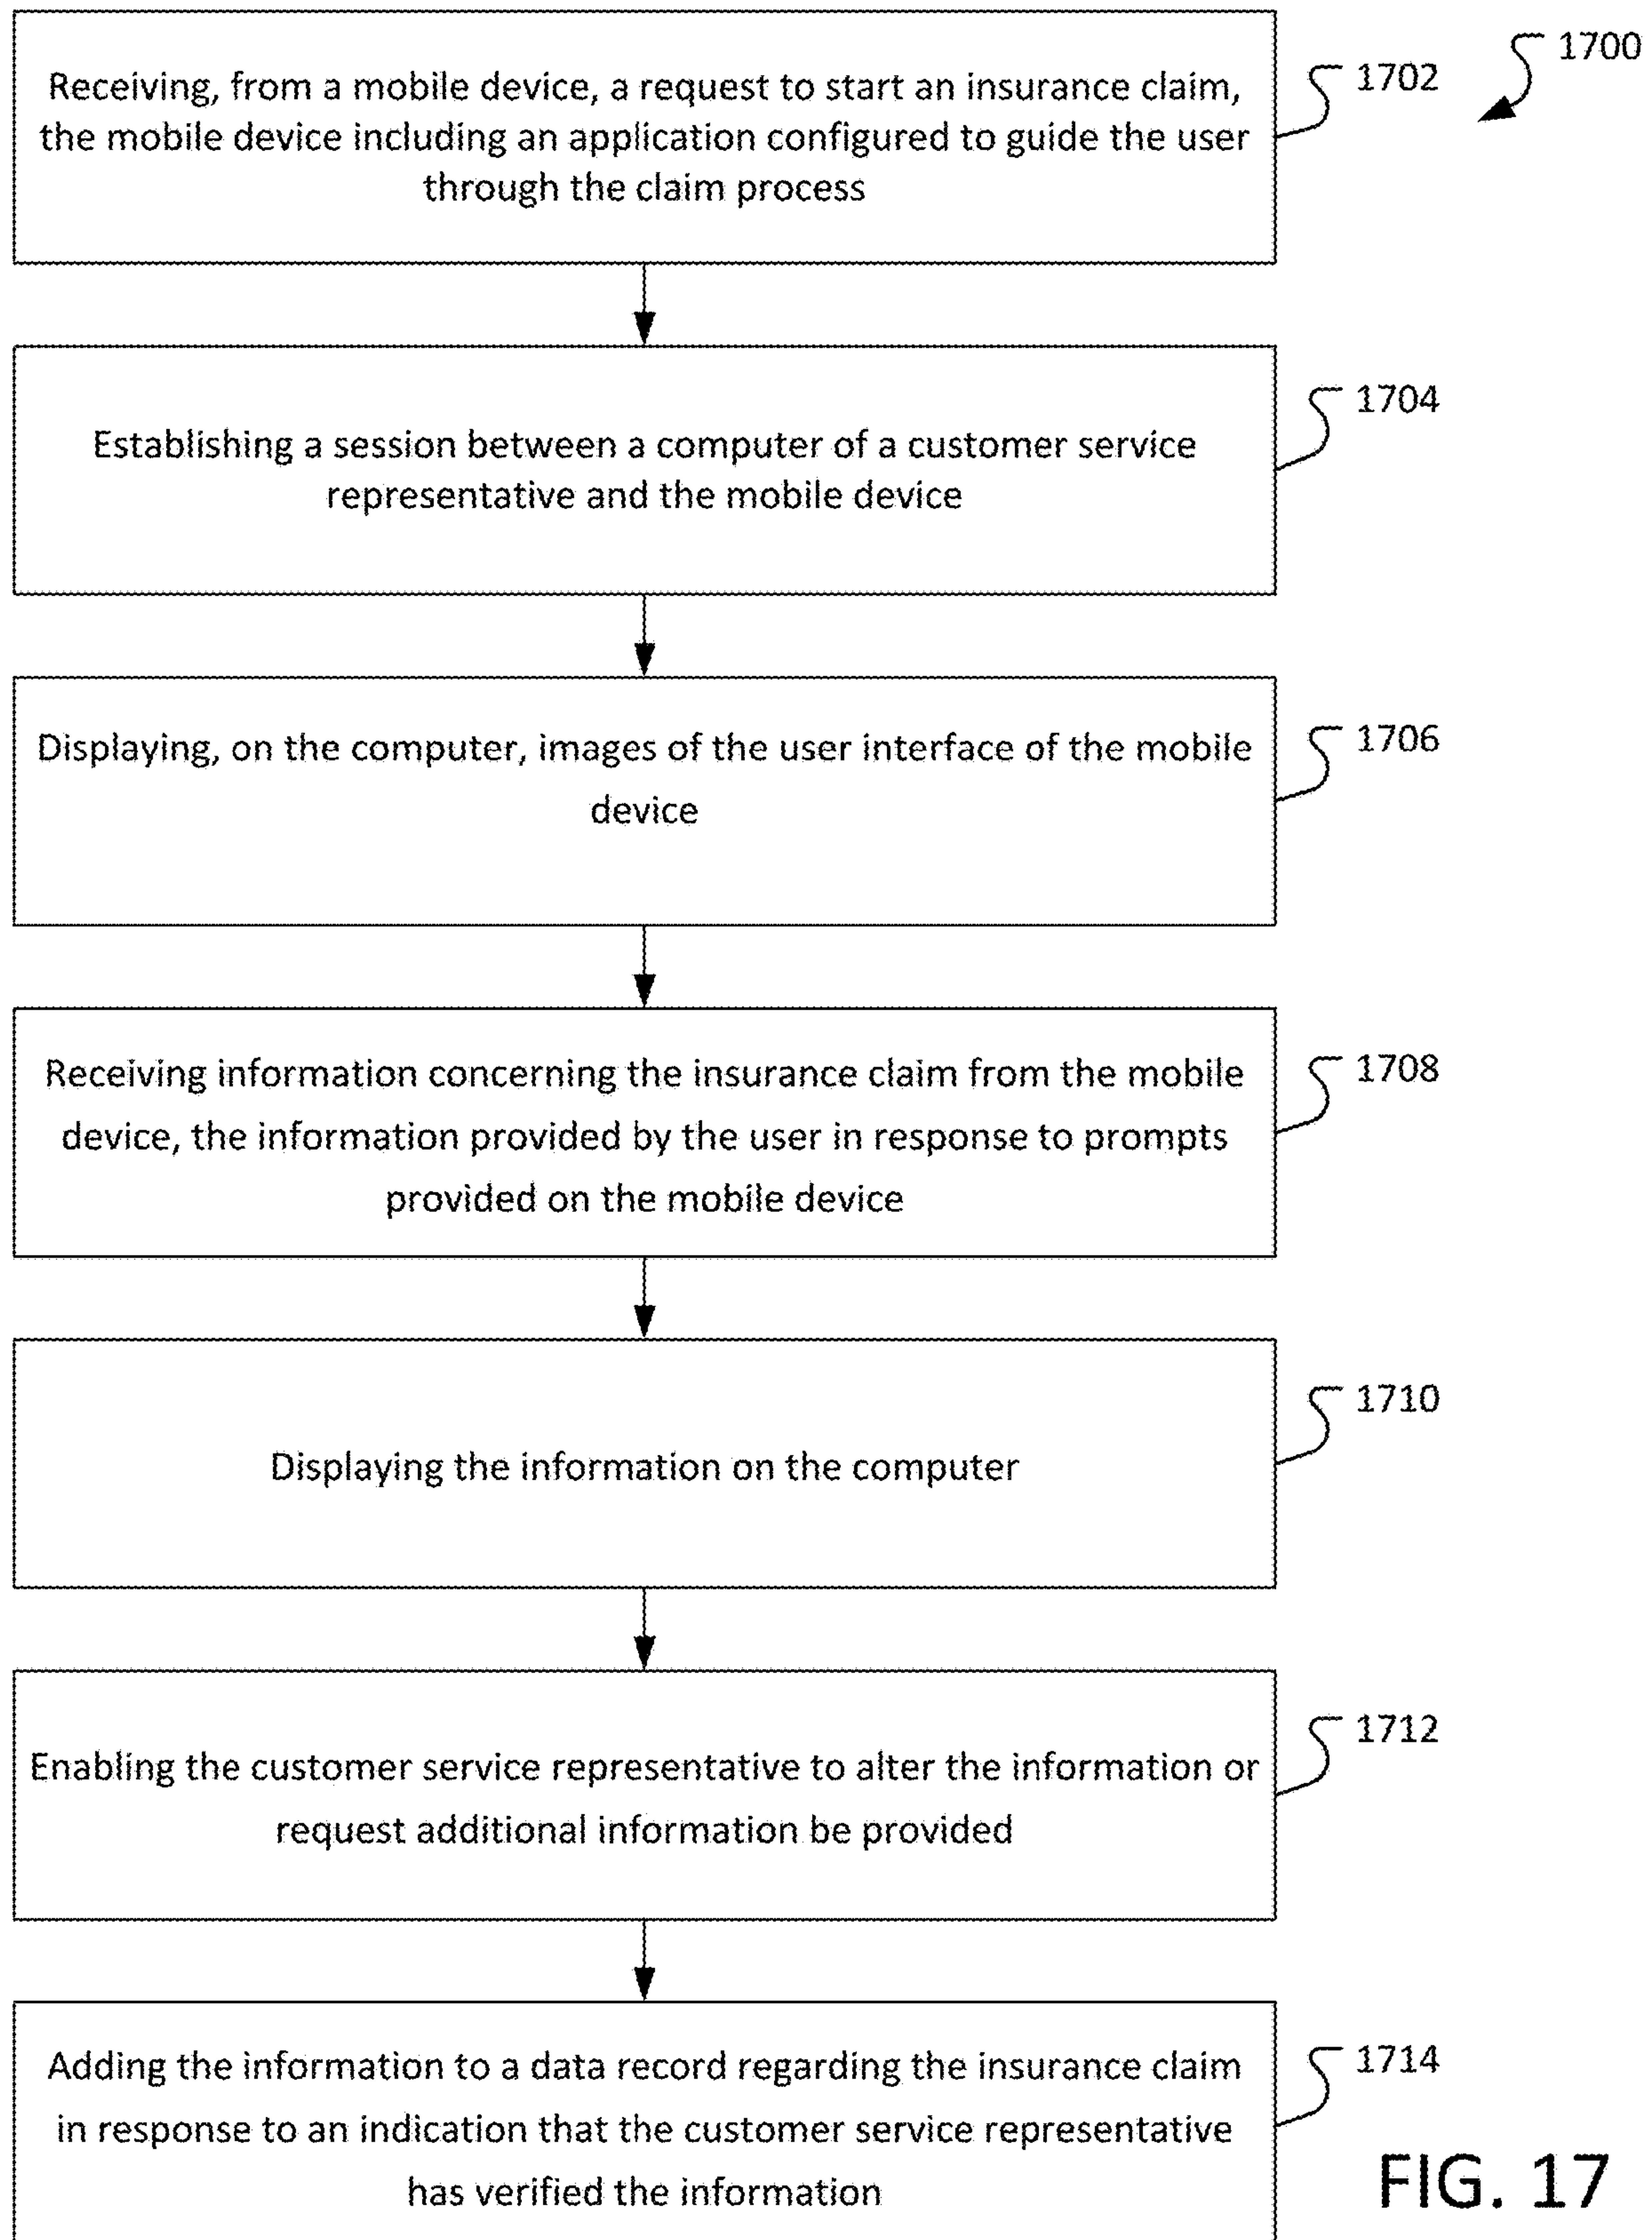 1700
Receiving, from a mobile device, a request to start an insurance claim,
the mobile device including an application configured to guide the user
through the claim process
1702
Establishing a session between a computer of a customer service
representative and the mobile device
1704
Displaying, on the computer, images of the user interface of the mobile
device
1706
Receiving information concerning the insurance claim from the mobile
device, the information provided by the user in response to prompts
provided on the mobile device
1708
Displaying the information on the computer
1710
Enabling the customer service representative to alter the information or
request additional information be provided
1712
Adding the information to a data record regarding the insurance claim
in response to an indication that the customer service representative
has verified the information
1714
FIG. 17